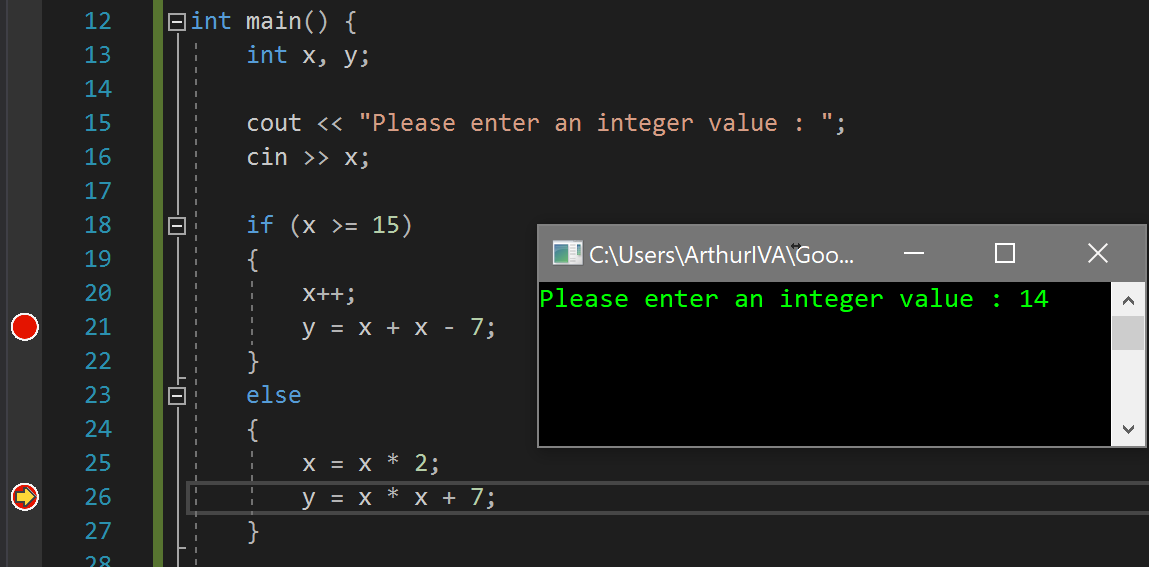 12 int main() {
13 int x, y;
14
15 cout << "Please enter an integer value : ";
16 cin >> x;
17
18 if (x >= 15)
19 {
20 x++;
21 y = x + x - 7;
22 }
23 else
24 {
25 x = x * 2;
26 y = x * x + 7;
27 }
28
C:\Users\ArthurIVA\Goo...
Please enter an integer value : 14